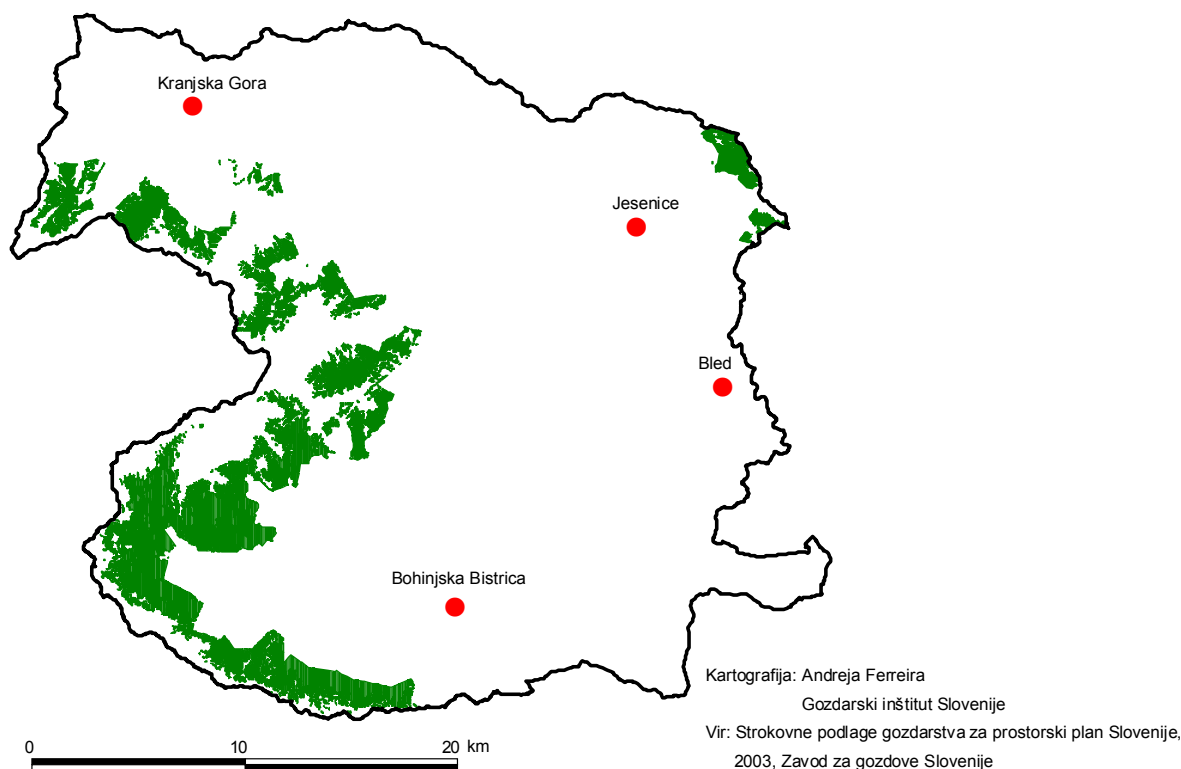 Kranjska Gora
Jesenice
Bled
Bohinjska Bistrica
Kartografija: Andreja Ferreira
Gozdarski inštitut Slovenije
Vir: Strokovne podlage gozdarstva za prostorski plan Slovenije,
2003, Zavod za gozdove Slovenije
0 10 20 km